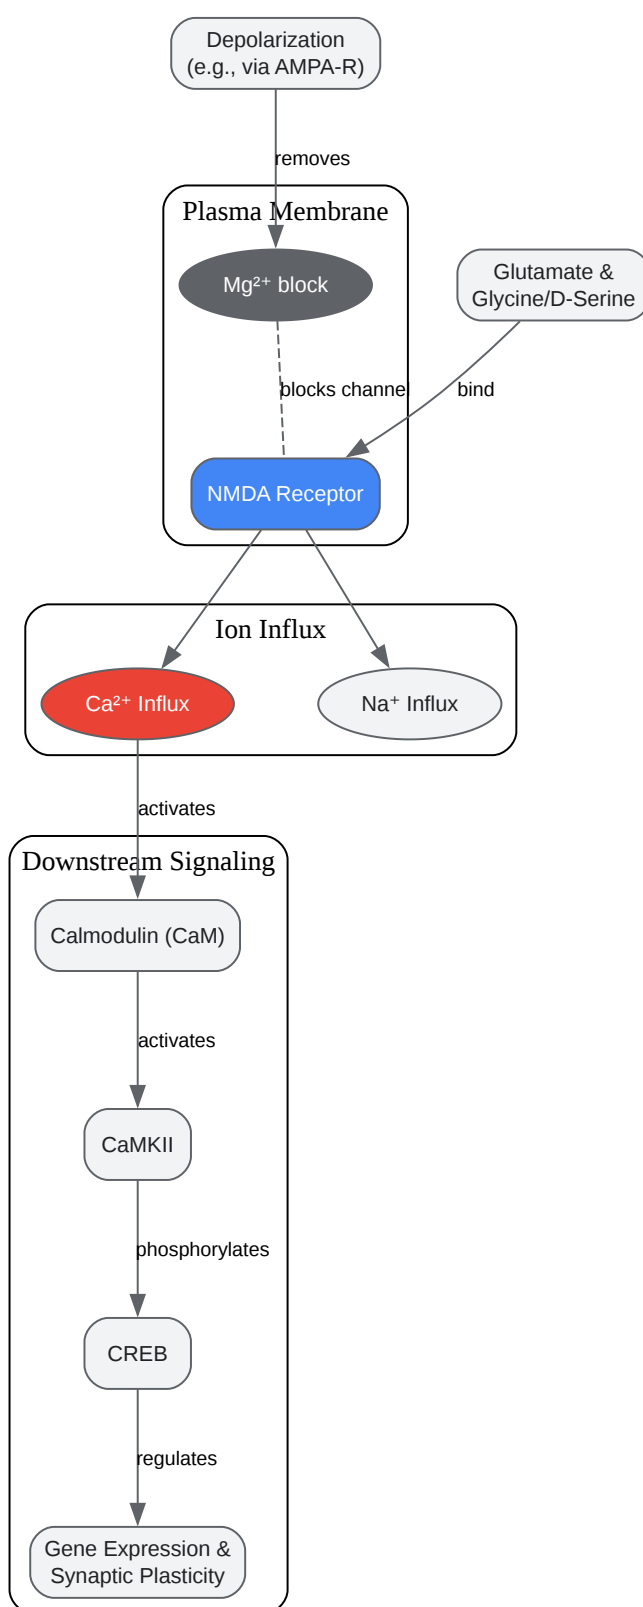 Depolarization
(e.g., via AMPA-R)
removes
Plasma Membrane
Mg²⁺ block
Glutamate &
Glycine/D-Serine
blocks channel
bind
NMDA Receptor
Ion Influx
Ca²⁺ Influx
Na⁺ Influx
activates
Downstream Signaling
Calmodulin (CaM)
activates
CaMKII
phosphorylates
CREB
regulates
Gene Expression &
Synaptic Plasticity